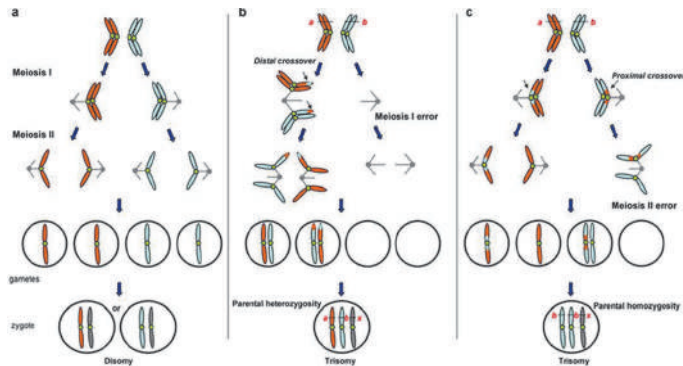 a
Meiosis I
Meiosis II
gametes
zygote
or
Disomy
b
a
b
Distal crossover
Meiosis I error
Parental heterozygosity
a
b
x
Trisomy
c
a
b
Proximal crossover
Meiosis II error
Parental homozygosity
b
b
x
Trisomy